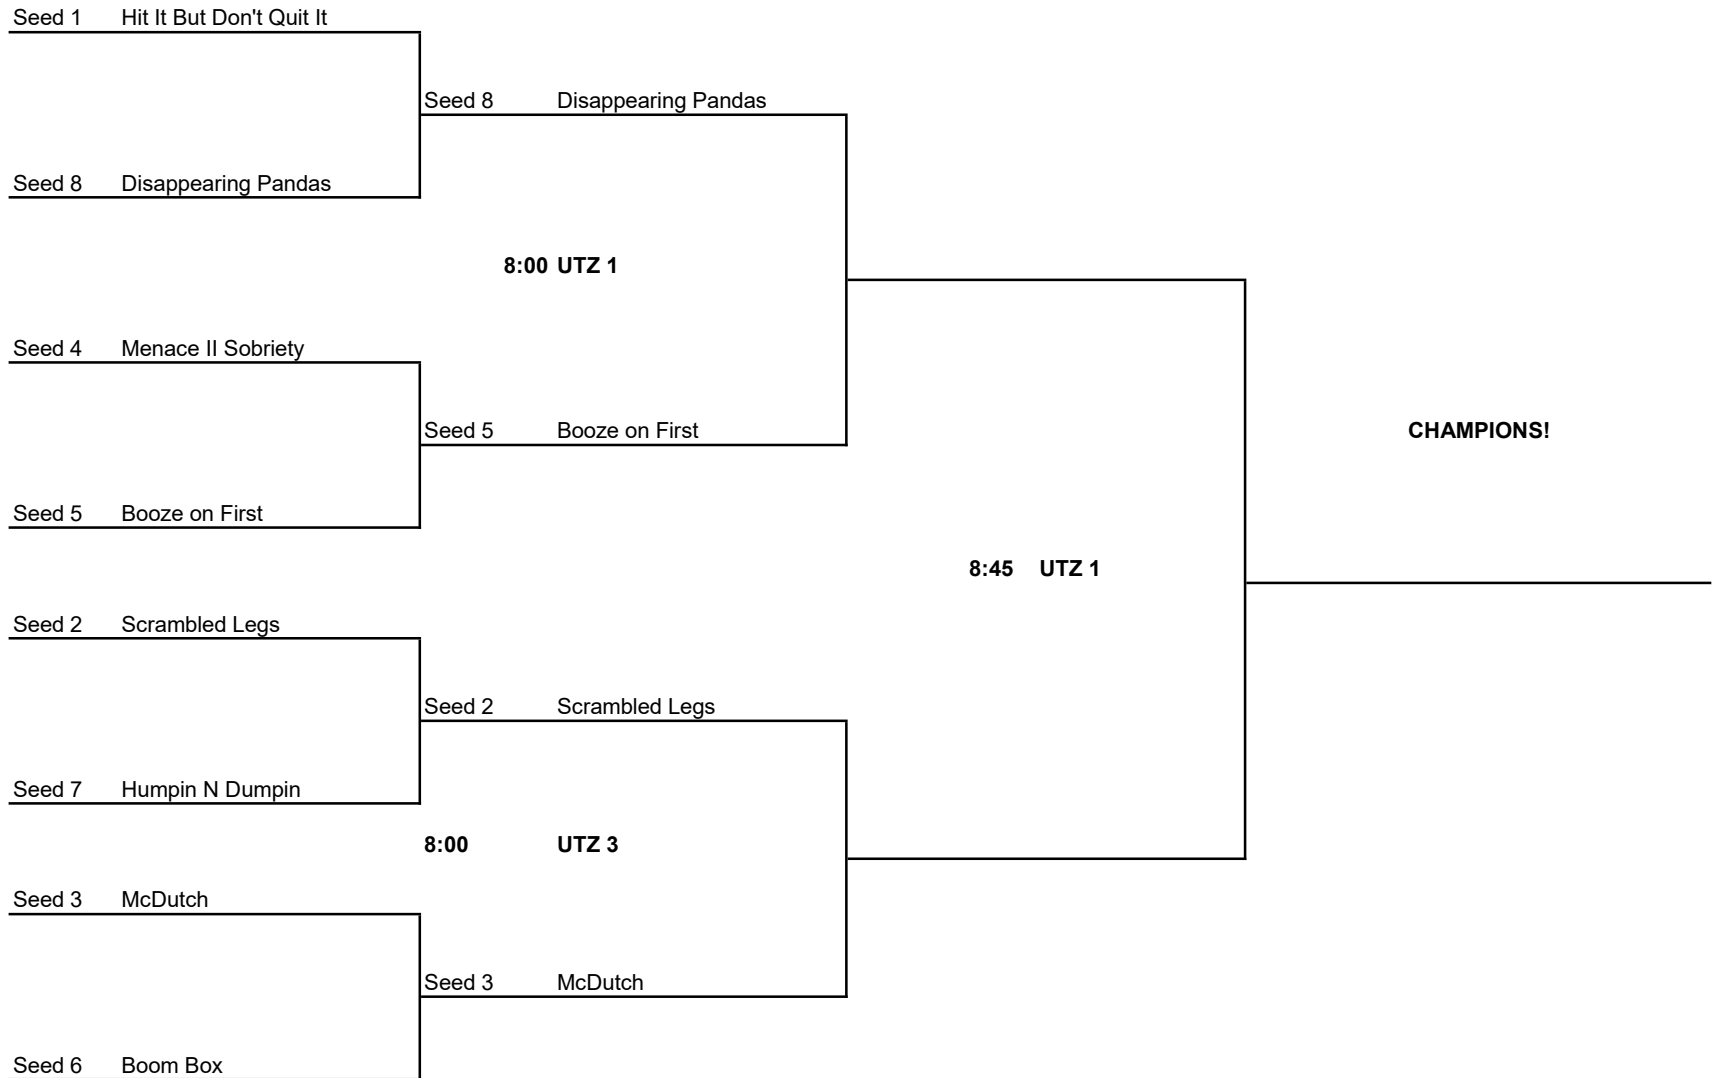 Seed 1 Hit It But Don't Quit It
Seed 8 Disappearing Pandas
Seed 8 Disappearing Pandas
8:00 UTZ 1
Seed 4 Menace II Sobriety
Seed 5 Booze on First
CHAMPIONS!
Seed 5 Booze on First
8:45 UTZ 1
Seed 2 Scrambled Legs
Seed 2 Scrambled Legs
Seed 7 Humpin N Dumpin
8:00 UTZ 3
Seed 3 McDutch
Seed 3 McDutch
Seed 6 Boom Box